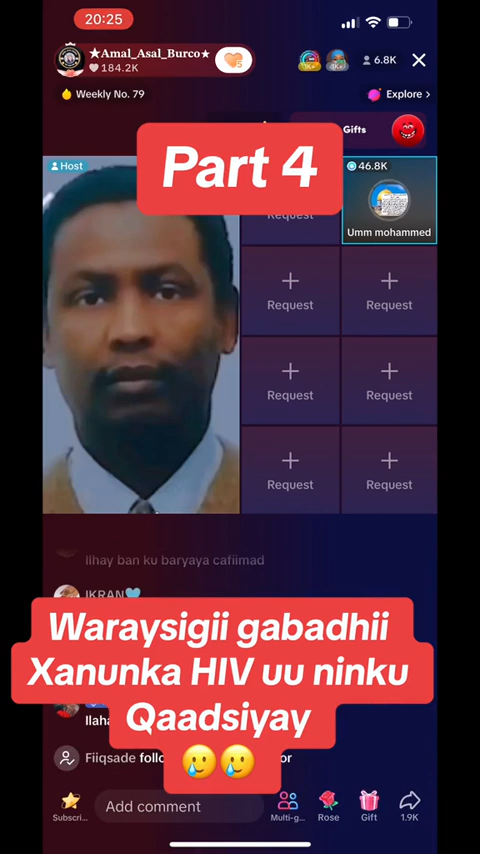 20:25
★Amal_Asal_Burco★
184.2K
6.8K
Weekly No. 79
Explore >
Gifts
Part 4
Host
46.8K
Request
Umm mohammed
Request
Request
Request
Request
Request
Request
Ilhay ban ku baryaya cafiimad
IKRAN🩵
Waraysigii gabadhii
Xanunka HIV uu ninku
Qaadsiyay
🥲🥲
Fiiqsade
Subscri...
Add comment
Multi-g...
Rose
Gift
1.9K